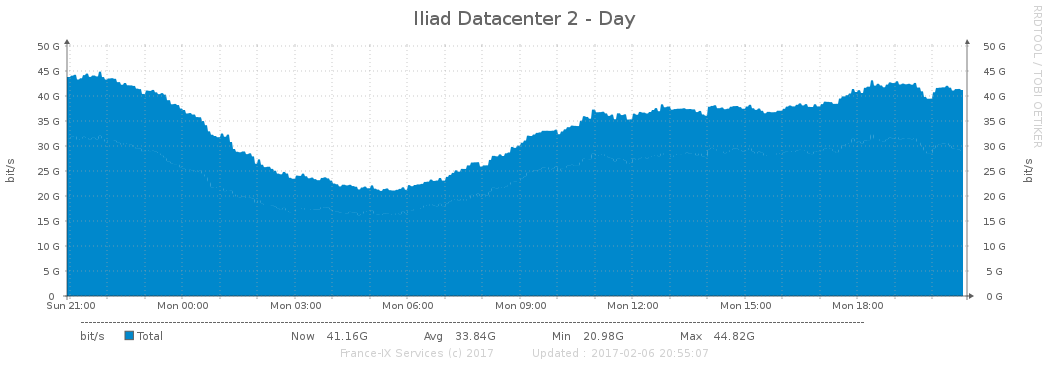 Iliad Datacenter 2 - Day
RRDTOOL / TOBI OETIKER
50 G 50 G
45 G 45 G
40 G 40 G
35 G 35 G
30 G 30 G
25 G 25 G
20 G 20 G
15 G 15 G
10 G 10 G
5 G 5 G
0 0 G
bit/s bit/s
Sun 21:00 Mon 00:00 Mon 03:00 Mon 06:00 Mon 09:00 Mon 12:00 Mon 15:00 Mon 18:00
bit/s Total Now 41.16G Avg 33.84G Min 20.98G Max 44.82G
France-IX Services (c) 2017 Updated : 2017-02-06 20:55:07